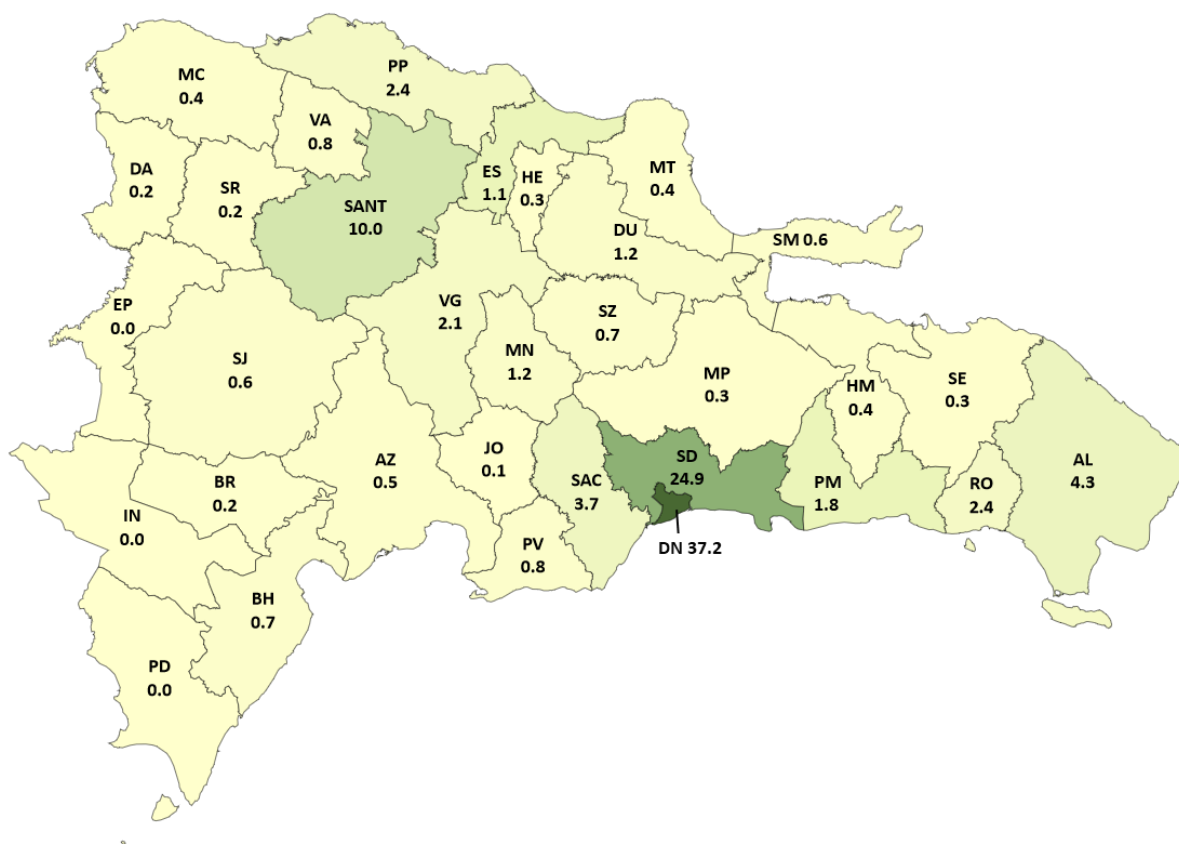 PP
2.4
MC
0.4
VA
0.8
DA
0.2
SR
0.2
ES
1.1
HE
0.3
MT
0.4
SANT
10.0
DU
1.2
SM 0.6
EP
0.0
VG
2.1
SZ
0.7
SJ
0.6
MN
1.2
MP
0.3
HM
0.4
SE
0.3
AZ
0.5
JO
0.1
SD
24.9
AL
4.3
BR
0.2
SAC
3.7
PM
1.8
RO
2.4
IN
0.0
PV
0.8
DN 37.2
BH
0.7
PD
0.0